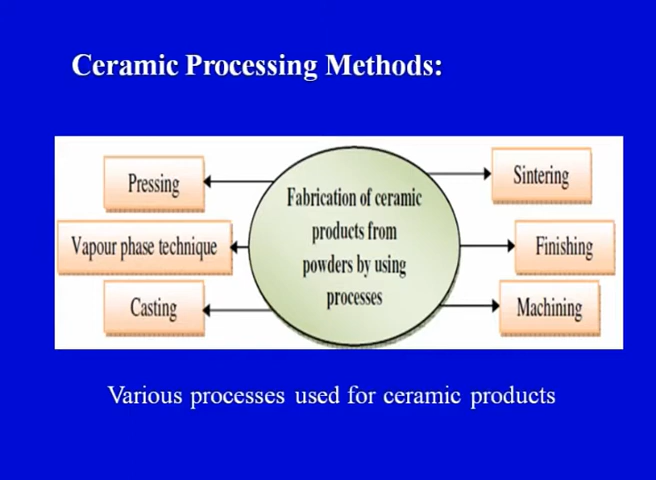 Ceramic Processing Methods:
Pressing
Vapour phase technique
Casting
Fabrication of ceramic
products from
powders by using
processes
Sintering
Finishing
Machining
Various processes used for ceramic products